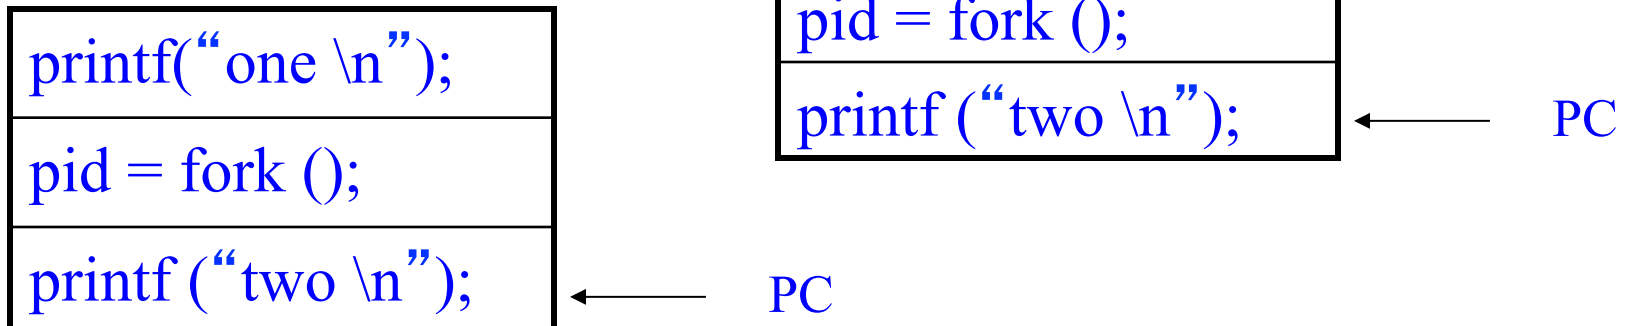 printf(“one \n”);
pid = fork ();
printf (“two \n”);
PC
pid = fork ();
printf (“two \n”);
PC